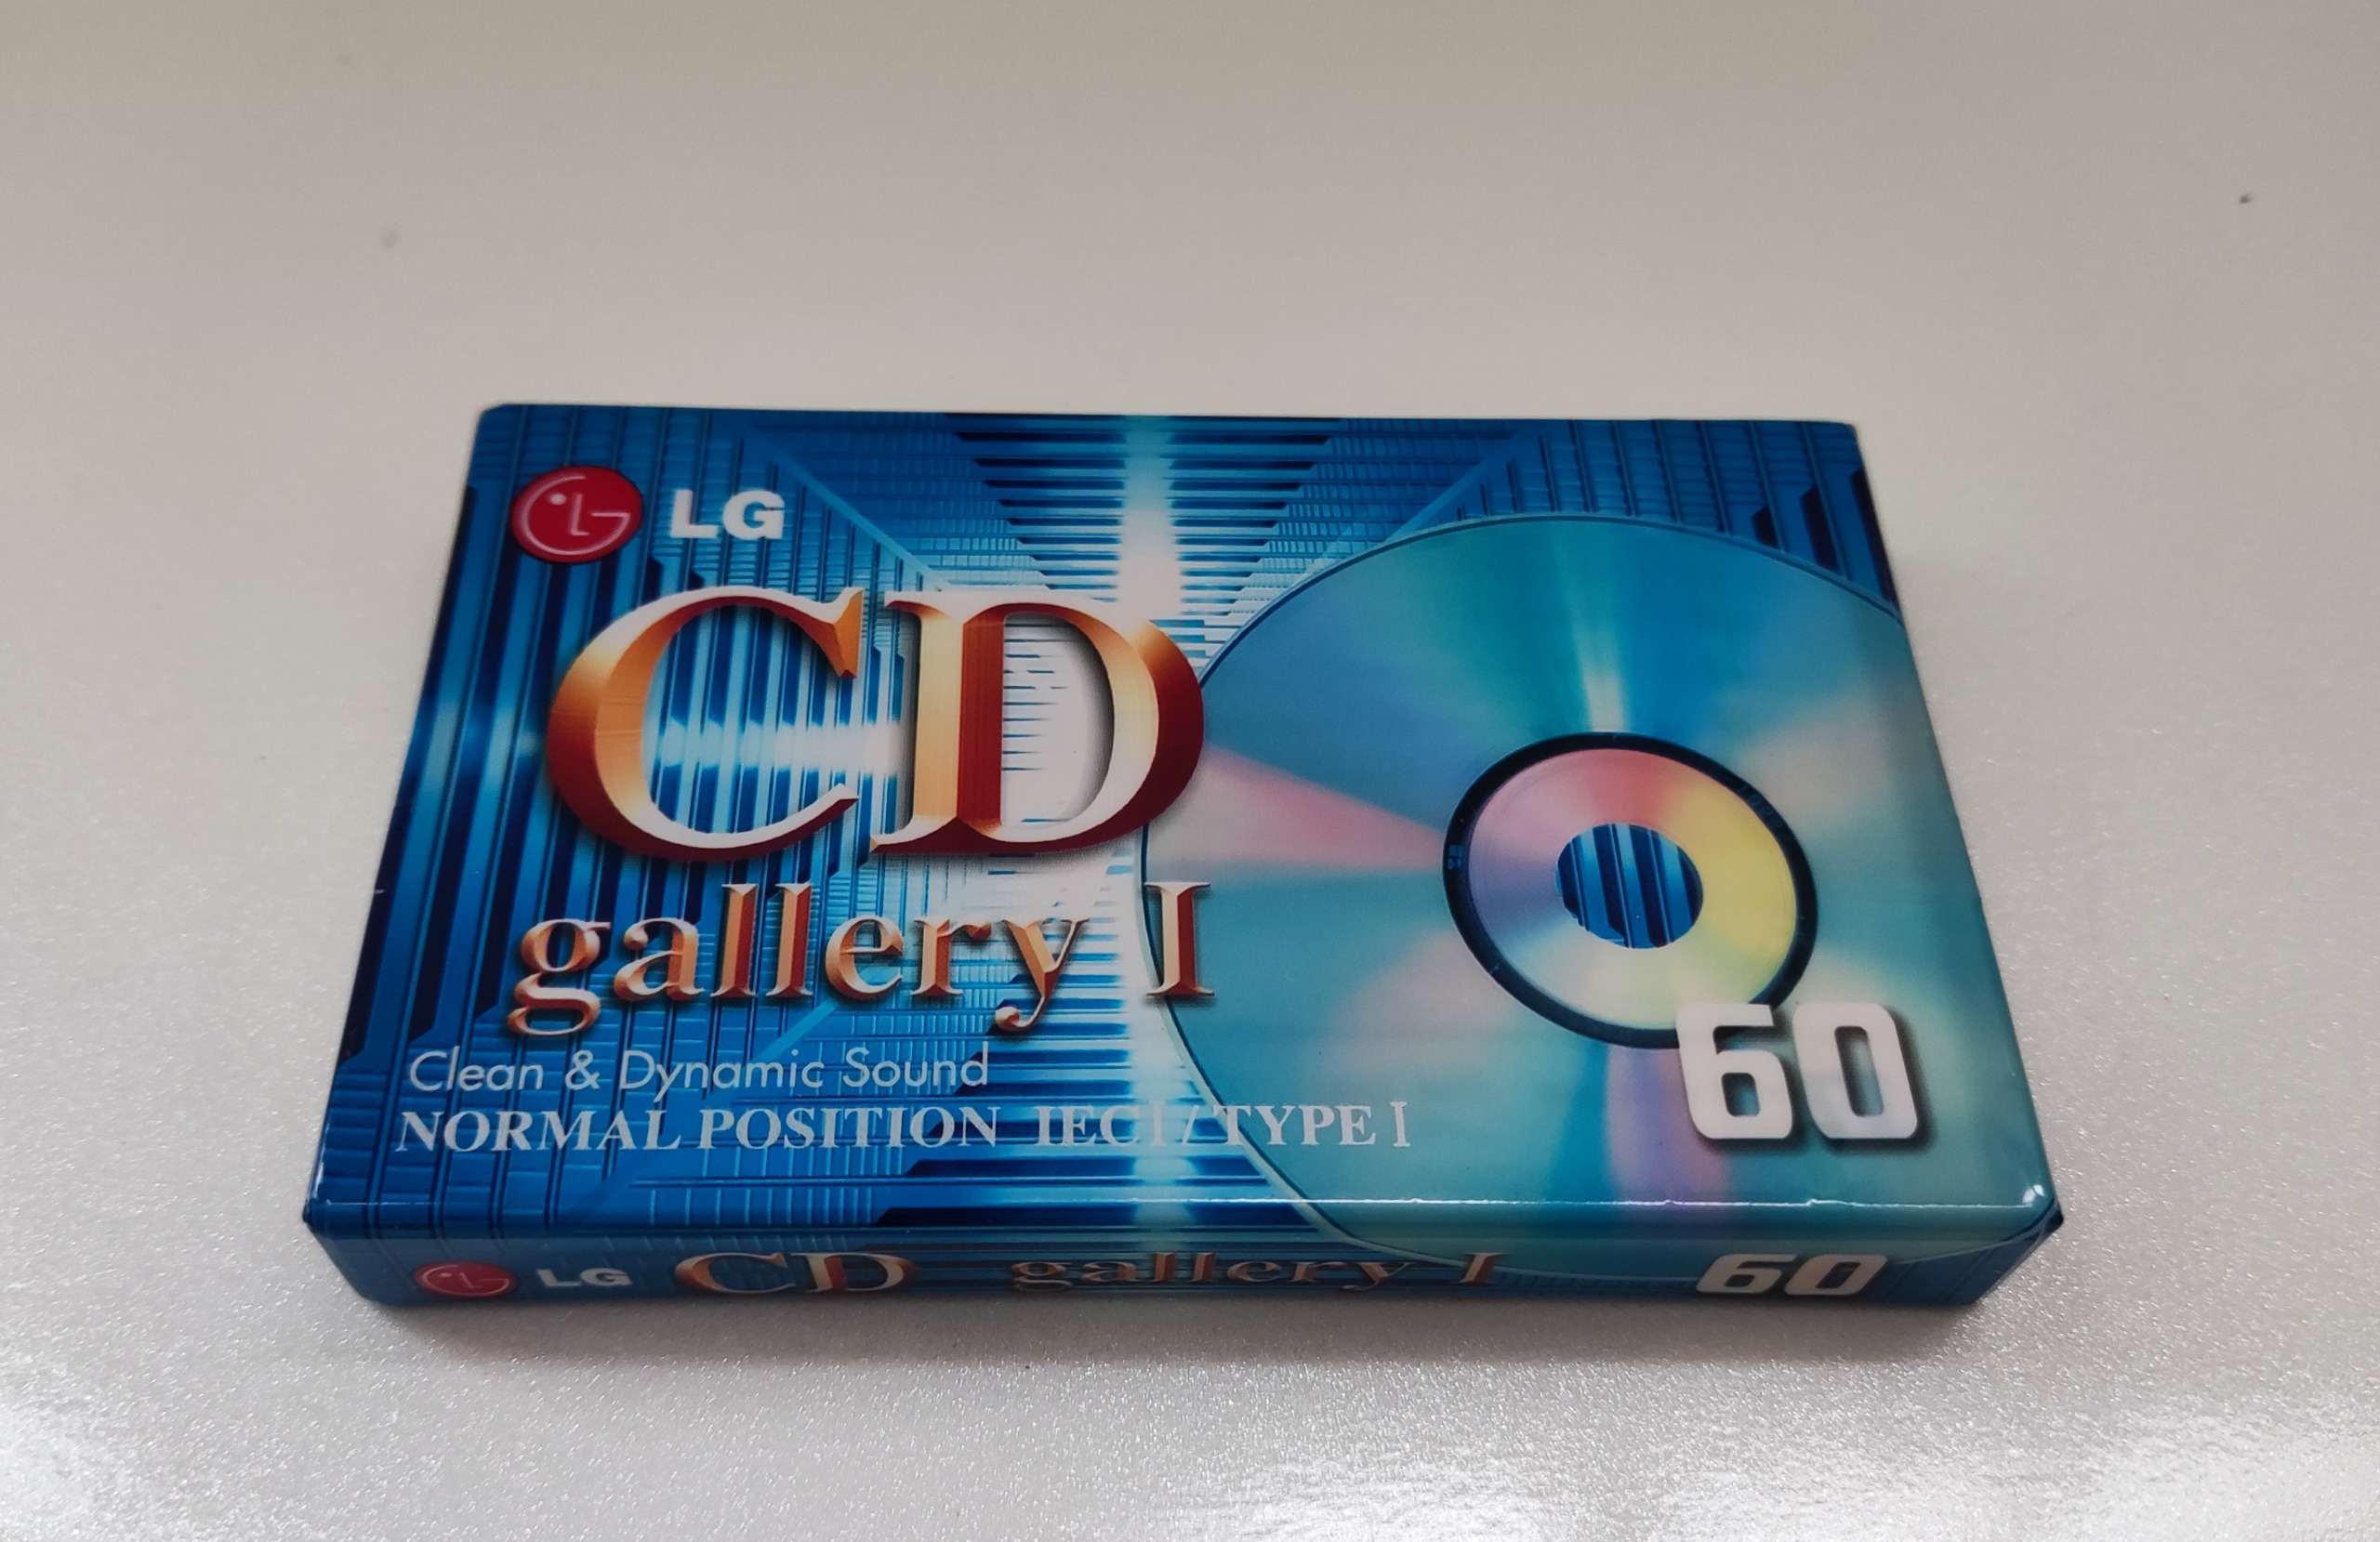 LG
CD
gallery I
Clean & Dynamic Sound
NORMAL POSITION IEC I / TYPE I
60
LG CD gallery I 60